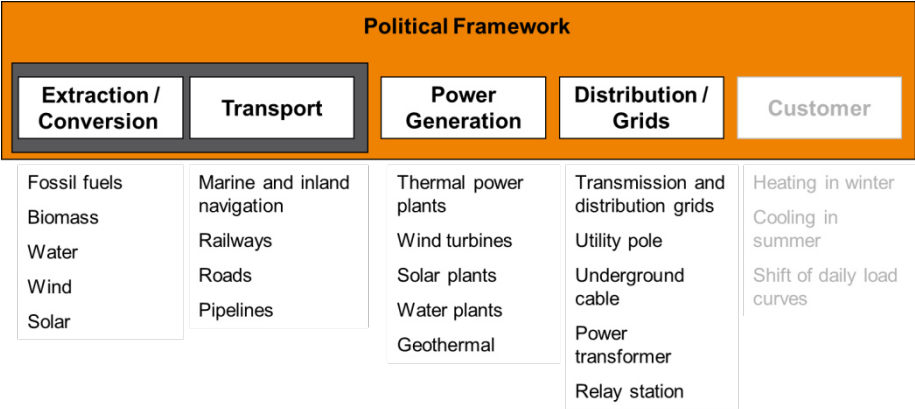 Political Framework
Extraction /
Conversion
Transport
Power
Generation
Distribution /
Grids
Customer
Fossil fuels
Biomass
Water
Wind
Solar
Marine and inland
navigation
Railways
Roads
Pipelines
Thermal power
plants
Wind turbines
Solar plants
Water plants
Geothermal
Transmission and
distribution grids
Utility pole
Underground
cable
Power
transformer
Relay station
Heating in winter
Cooling in
summer
Shift of daily load
curves